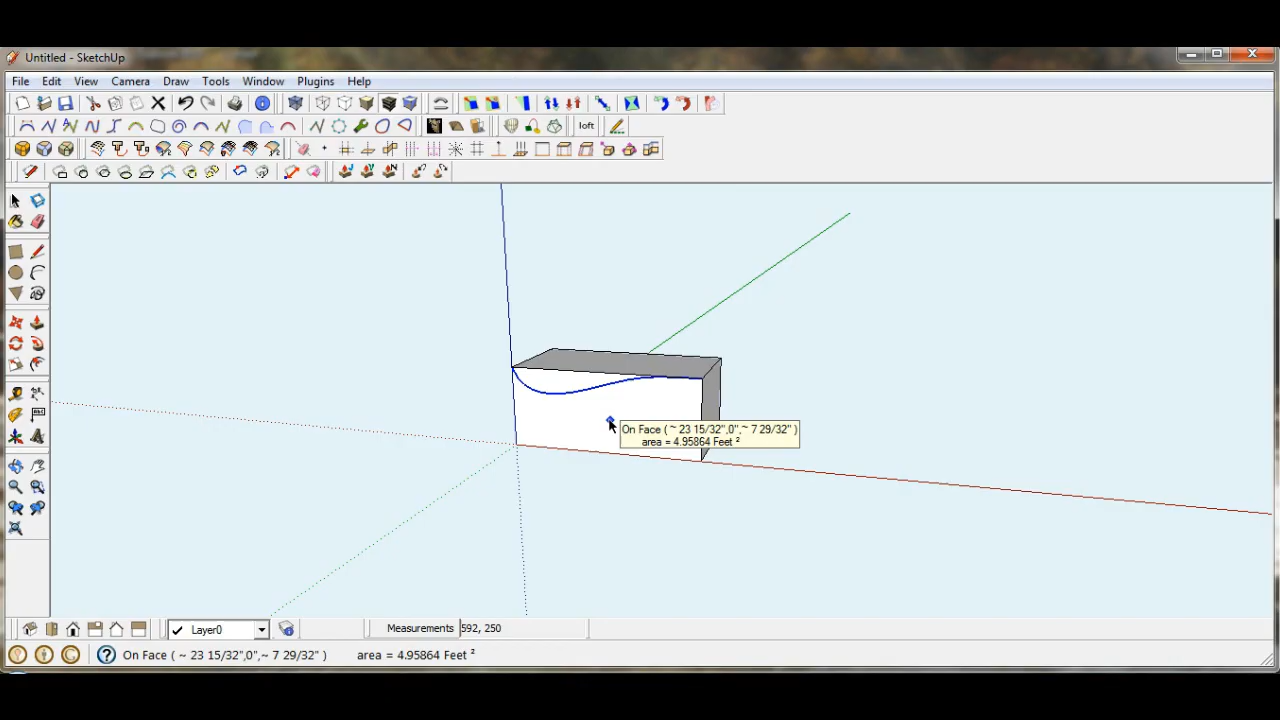 Untitled - SketchUp
File Edit View Camera Draw Tools Window Plugins Help
loft
On Face ( ~ 23 15/32",0",~ 7 29/32" )
area = 4.95864 Feet ²
Layer0 Measurements 592, 250
On Face ( ~ 23 15/32",0",~ 7 29/32" ) area = 4.95864 Feet ²